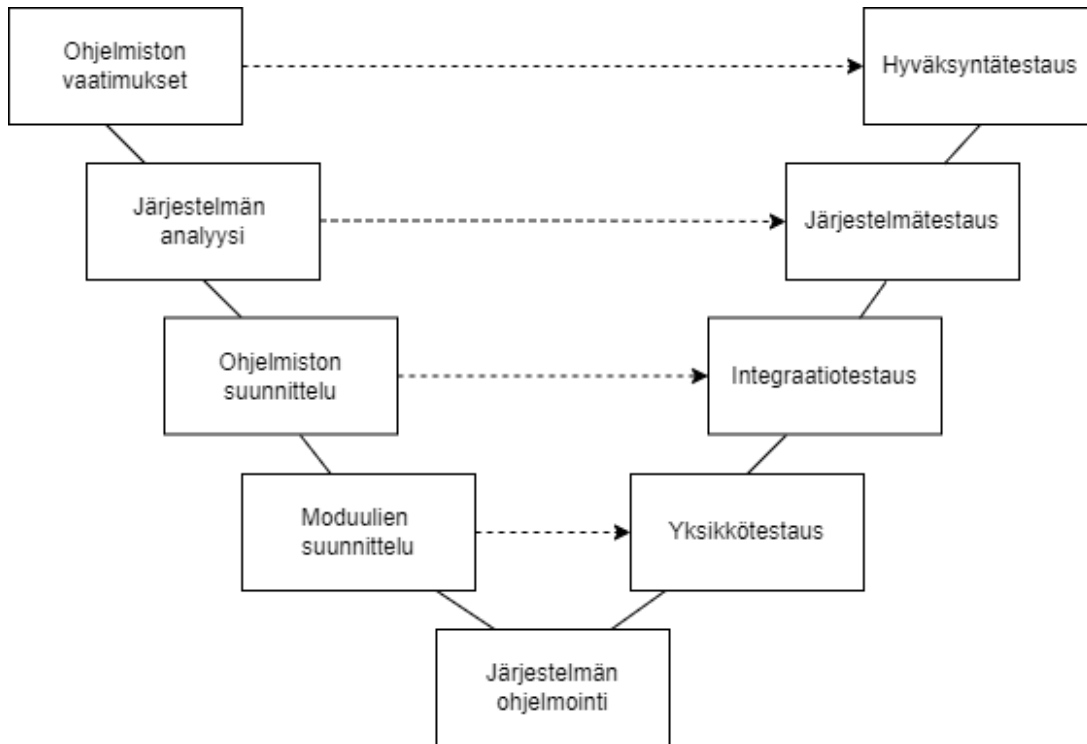 Ohjelmiston
vaatimukset
Hyväksyntätestaus
Järjestelmän
analyysi
Järjestelmätestaus
Ohjelmiston
suunnittelu
Integraatiotestaus
Moduulien
suunnittelu
Yksikkötestaus
Järjestelmän
ohjelmointi